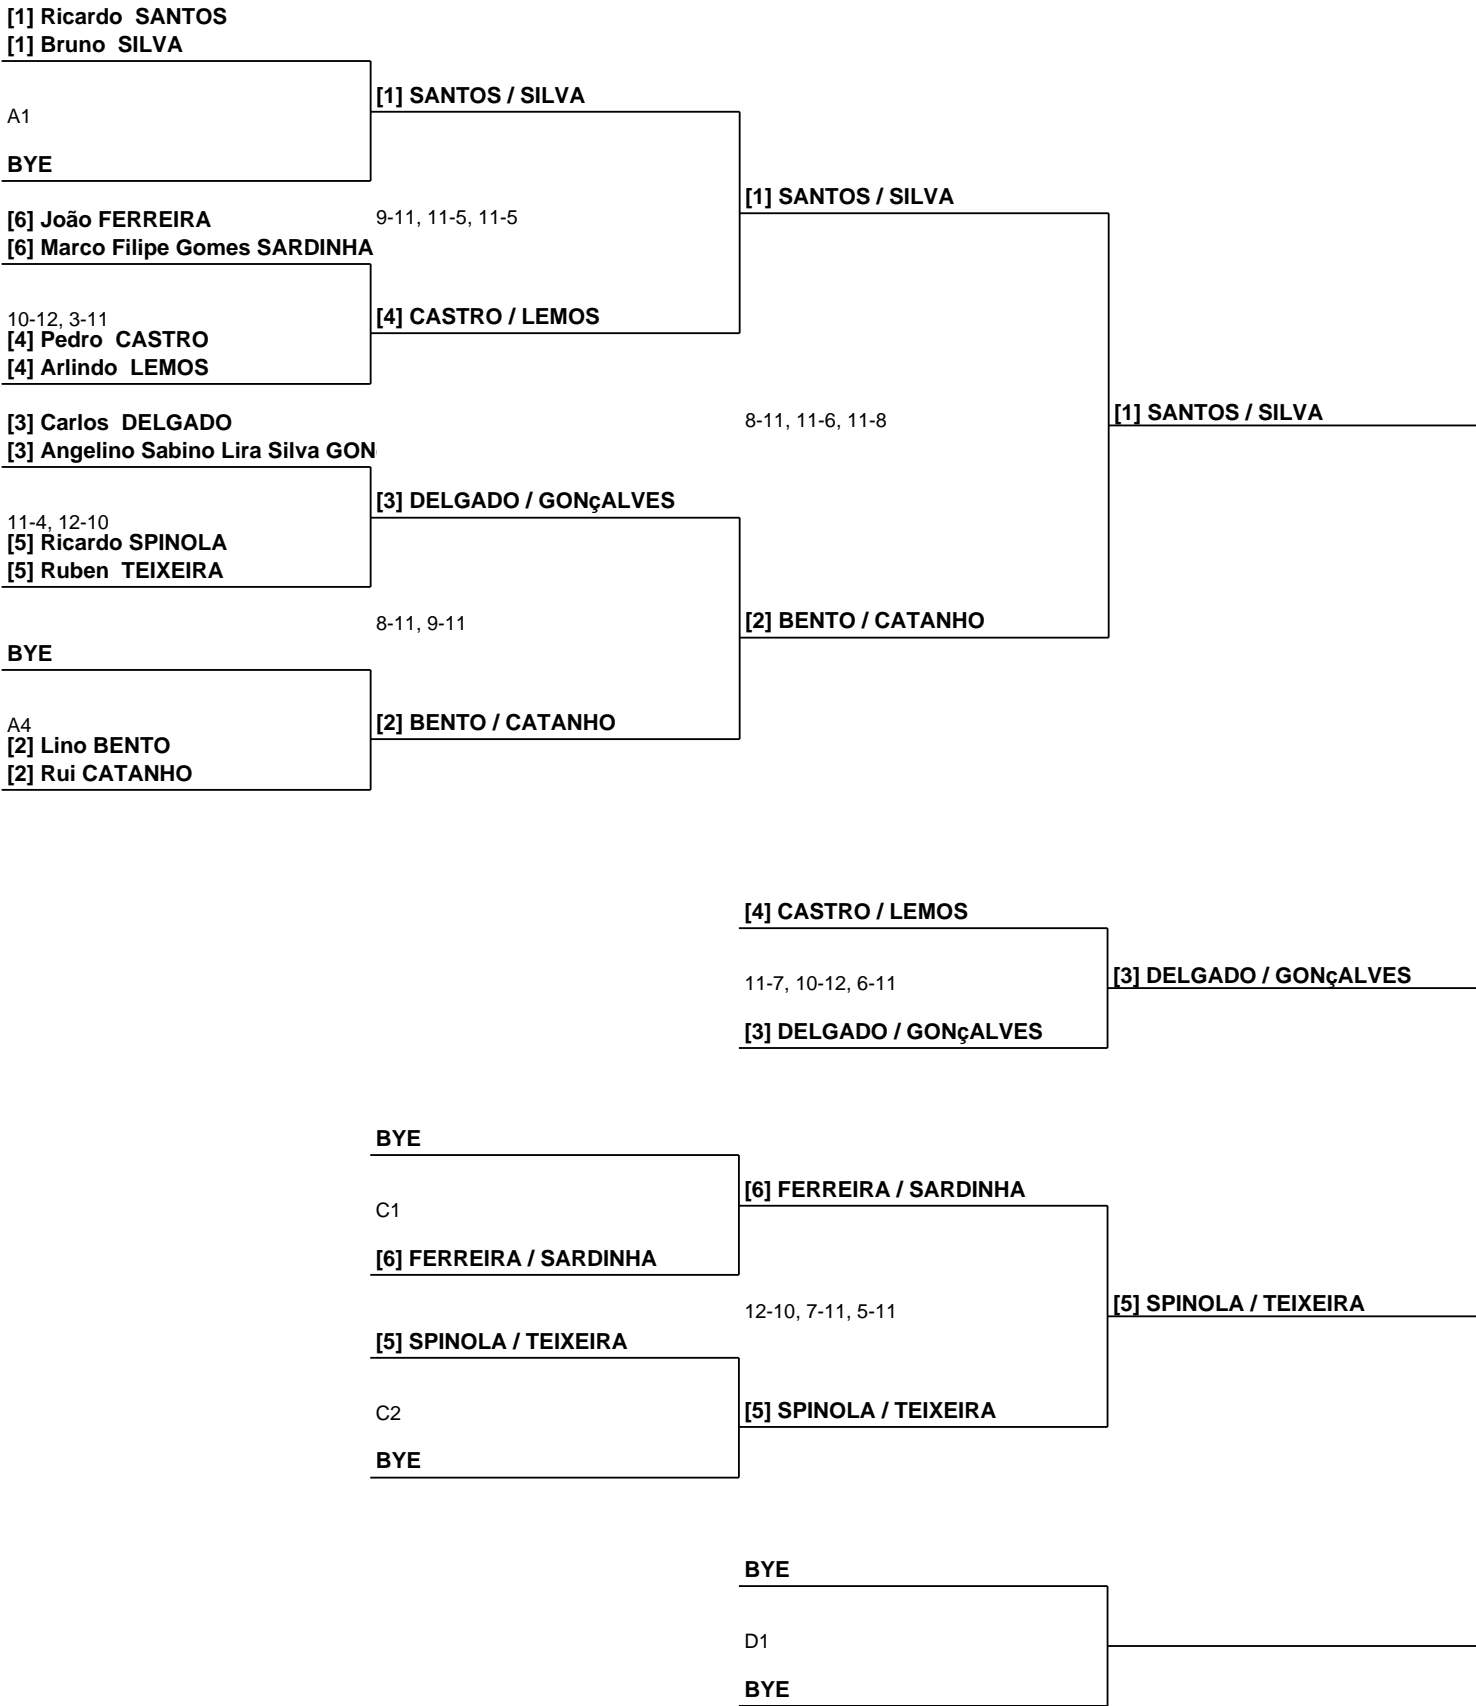 [1] Ricardo  SANTOS
[1] Bruno  SILVA
[1] SANTOS / SILVA
A1
BYE
[1] SANTOS / SILVA
[6] João FERREIRA
9-11, 11-5, 11-5
[6] Marco Filipe Gomes SARDINHA
10-12, 3-11
[4] CASTRO / LEMOS
[4] Pedro  CASTRO
[4] Arlindo  LEMOS
[3] Carlos  DELGADO
8-11, 11-6, 11-8
[1] SANTOS / SILVA
[3] Angelino Sabino Lira Silva GON
[3] DELGADO / GONçALVES
11-4, 12-10
[5] Ricardo SPINOLA
[5] Ruben  TEIXEIRA
8-11, 9-11
[2] BENTO / CATANHO
BYE
A4
[2] BENTO / CATANHO
[2] Lino BENTO
[2] Rui CATANHO
[4] CASTRO / LEMOS
11-7, 10-12, 6-11
[3] DELGADO / GONçALVES
[3] DELGADO / GONçALVES
BYE
[6] FERREIRA / SARDINHA
C1
[6] FERREIRA / SARDINHA
12-10, 7-11, 5-11
[5] SPINOLA / TEIXEIRA
[5] SPINOLA / TEIXEIRA
C2
[5] SPINOLA / TEIXEIRA
BYE
BYE
D1
BYE